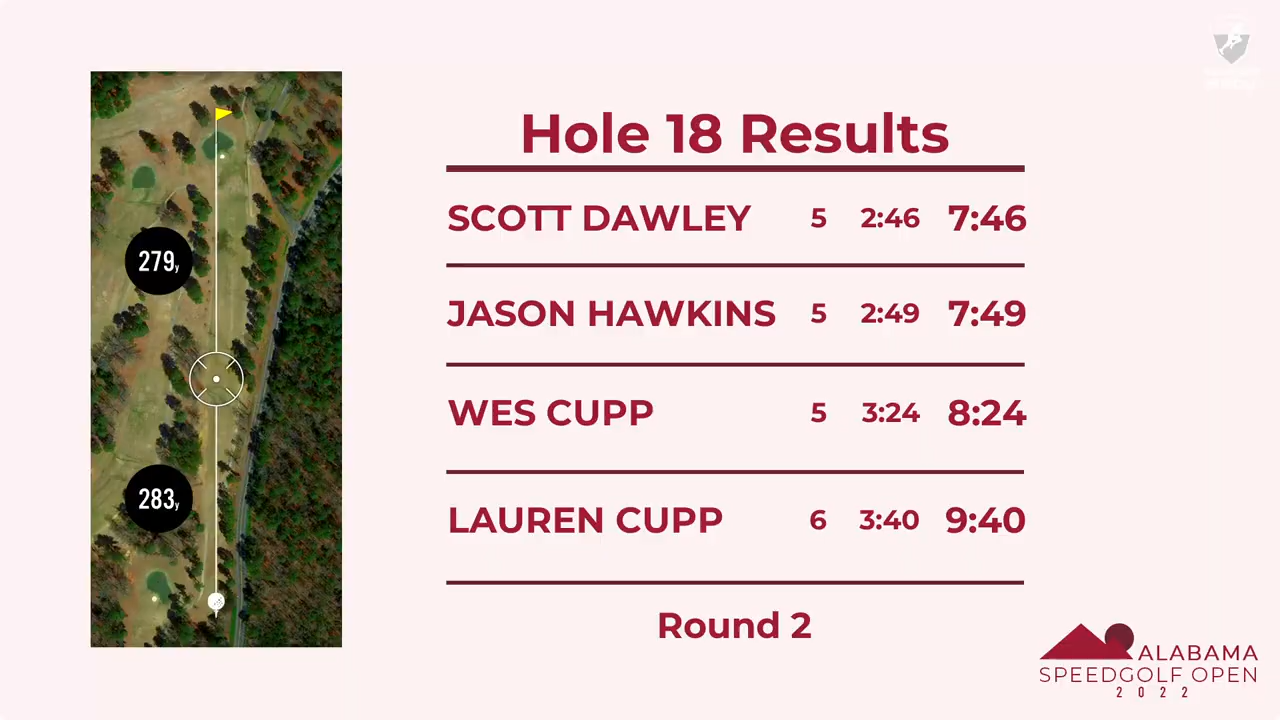 Hole 18 Results
SCOTT DAWLEY 5 2:46 7:46
JASON HAWKINS 5 2:49 7:49
WES CUPP 5 3:24 8:24
LAUREN CUPP 6 3:40 9:40
Round 2
279y
283y
ALABAMA
SPEEDGOLF OPEN
2022